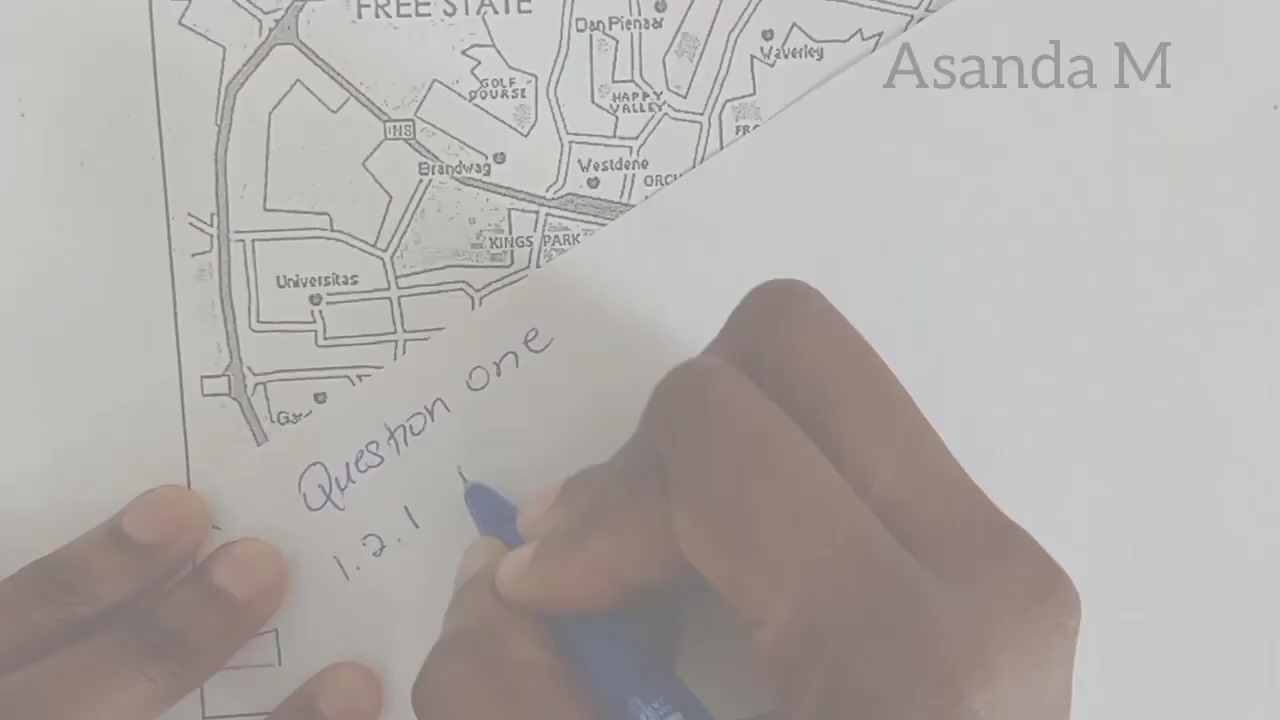 FREE STATE
Dan Pienaar
Waverley
Asanda M
GOLF
COURSE
HAPPY
VALLEY
N8
Brandwag
Westdene
KINGS PARK
Universitas
Question one
1.2.1